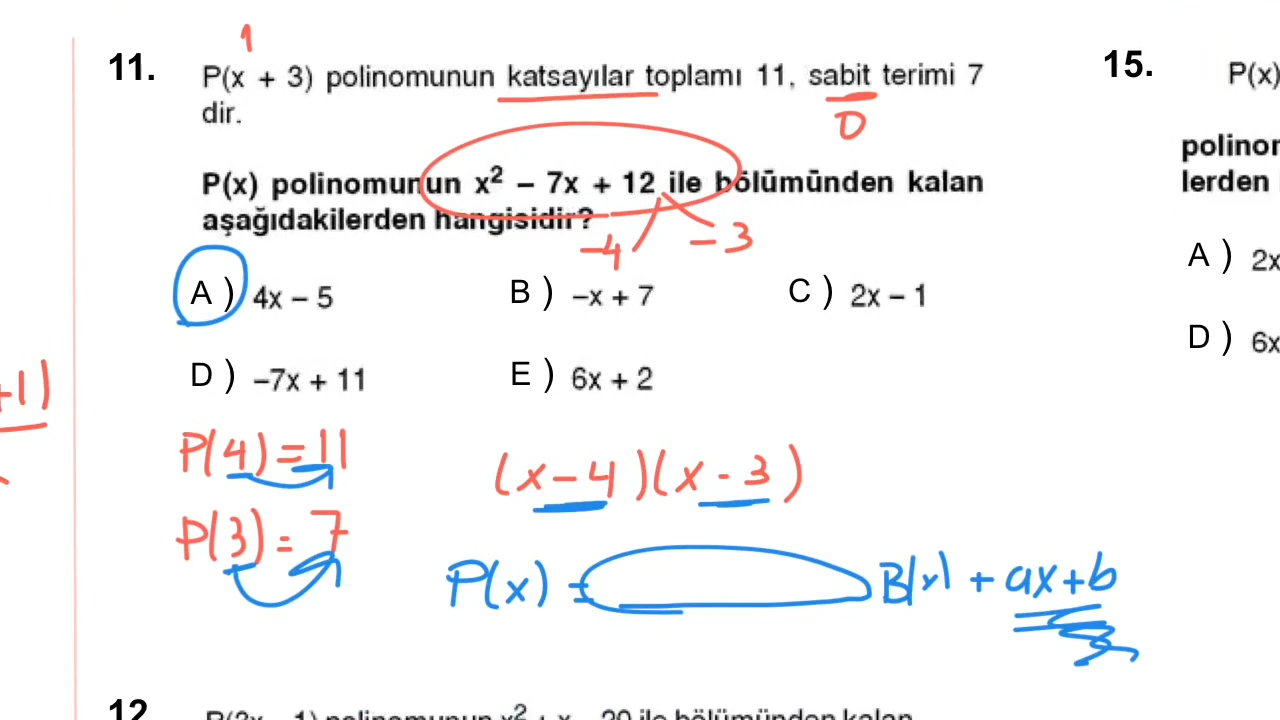 1
11. P(x + 3) polinomunun katsayılar toplamı 11, sabit terimi 7
dir.
0
P(x) polinomunun x² – 7x + 12 ile bölümünden kalan
aşağıdakilerden hangisidir?
-4 -3
A) 4x – 5 B) –x + 7 C) 2x – 1
D) –7x + 11 E) 6x + 2
+1)
P(4) = 11
(x-4)(x-3)
P(3) = 7
P(x) = B(x) + ax+b
12
15. P(x)
polinor
lerden
A) 2x
D) 6x